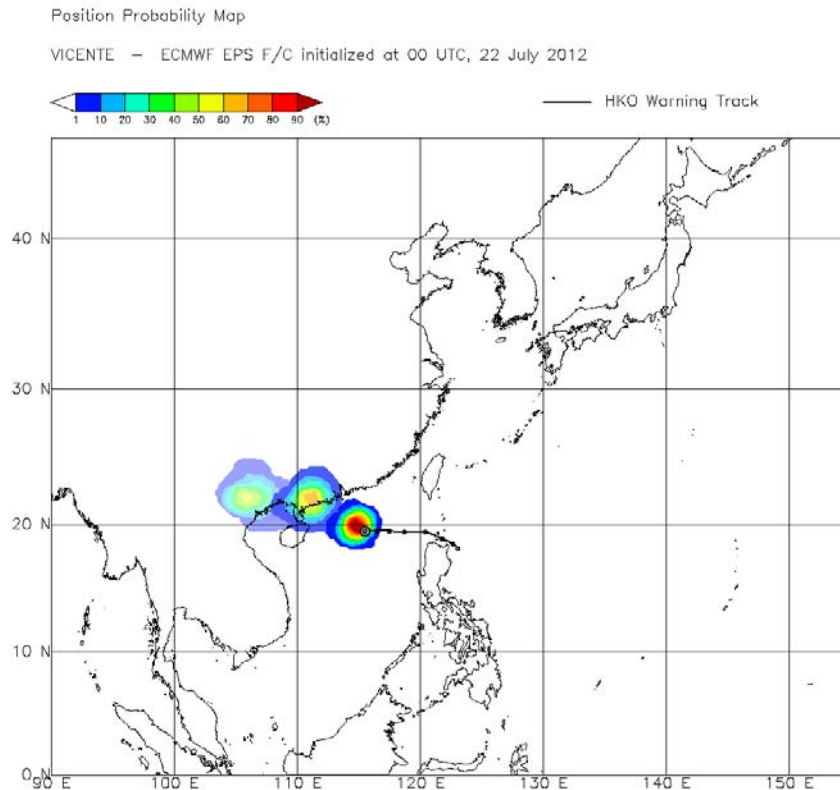 Position Probability Map
VICENTE - ECMWF EPS F/C initialized at 00 UTC, 22 July 2012
HKO Warning Track
1 10 20 30 40 50 60 70 80 90 (%)
40 N
30 N
20 N
10 N
0 N
90 E 100 E 110 E 120 E 130 E 140 E 150 E